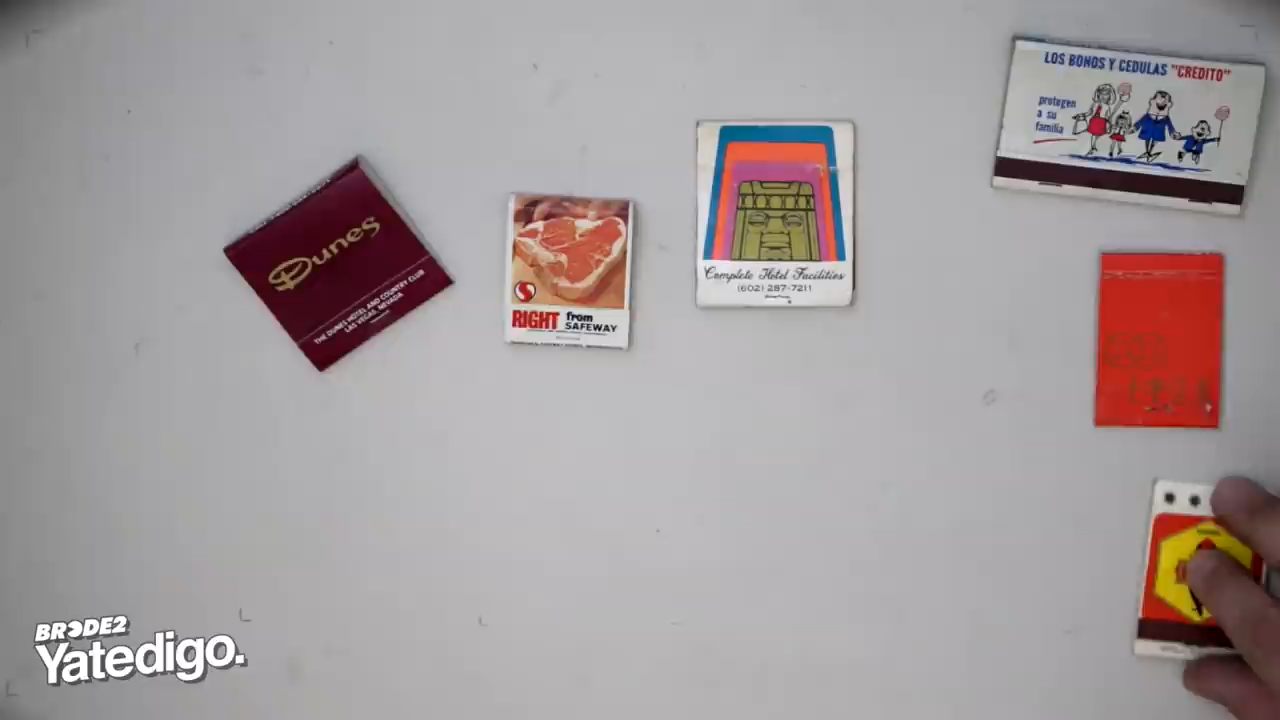 Dunes
THE DUNES HOTEL AND COUNTRY CLUB
LAS VEGAS, NEVADA
RIGHT from
SAFEWAY
Complete Hotel Facilities
(602) 287-7211
LOS BONOS Y CEDULAS "CREDITO"
protegen
a su
familia
BRODE2
Yatedigo.